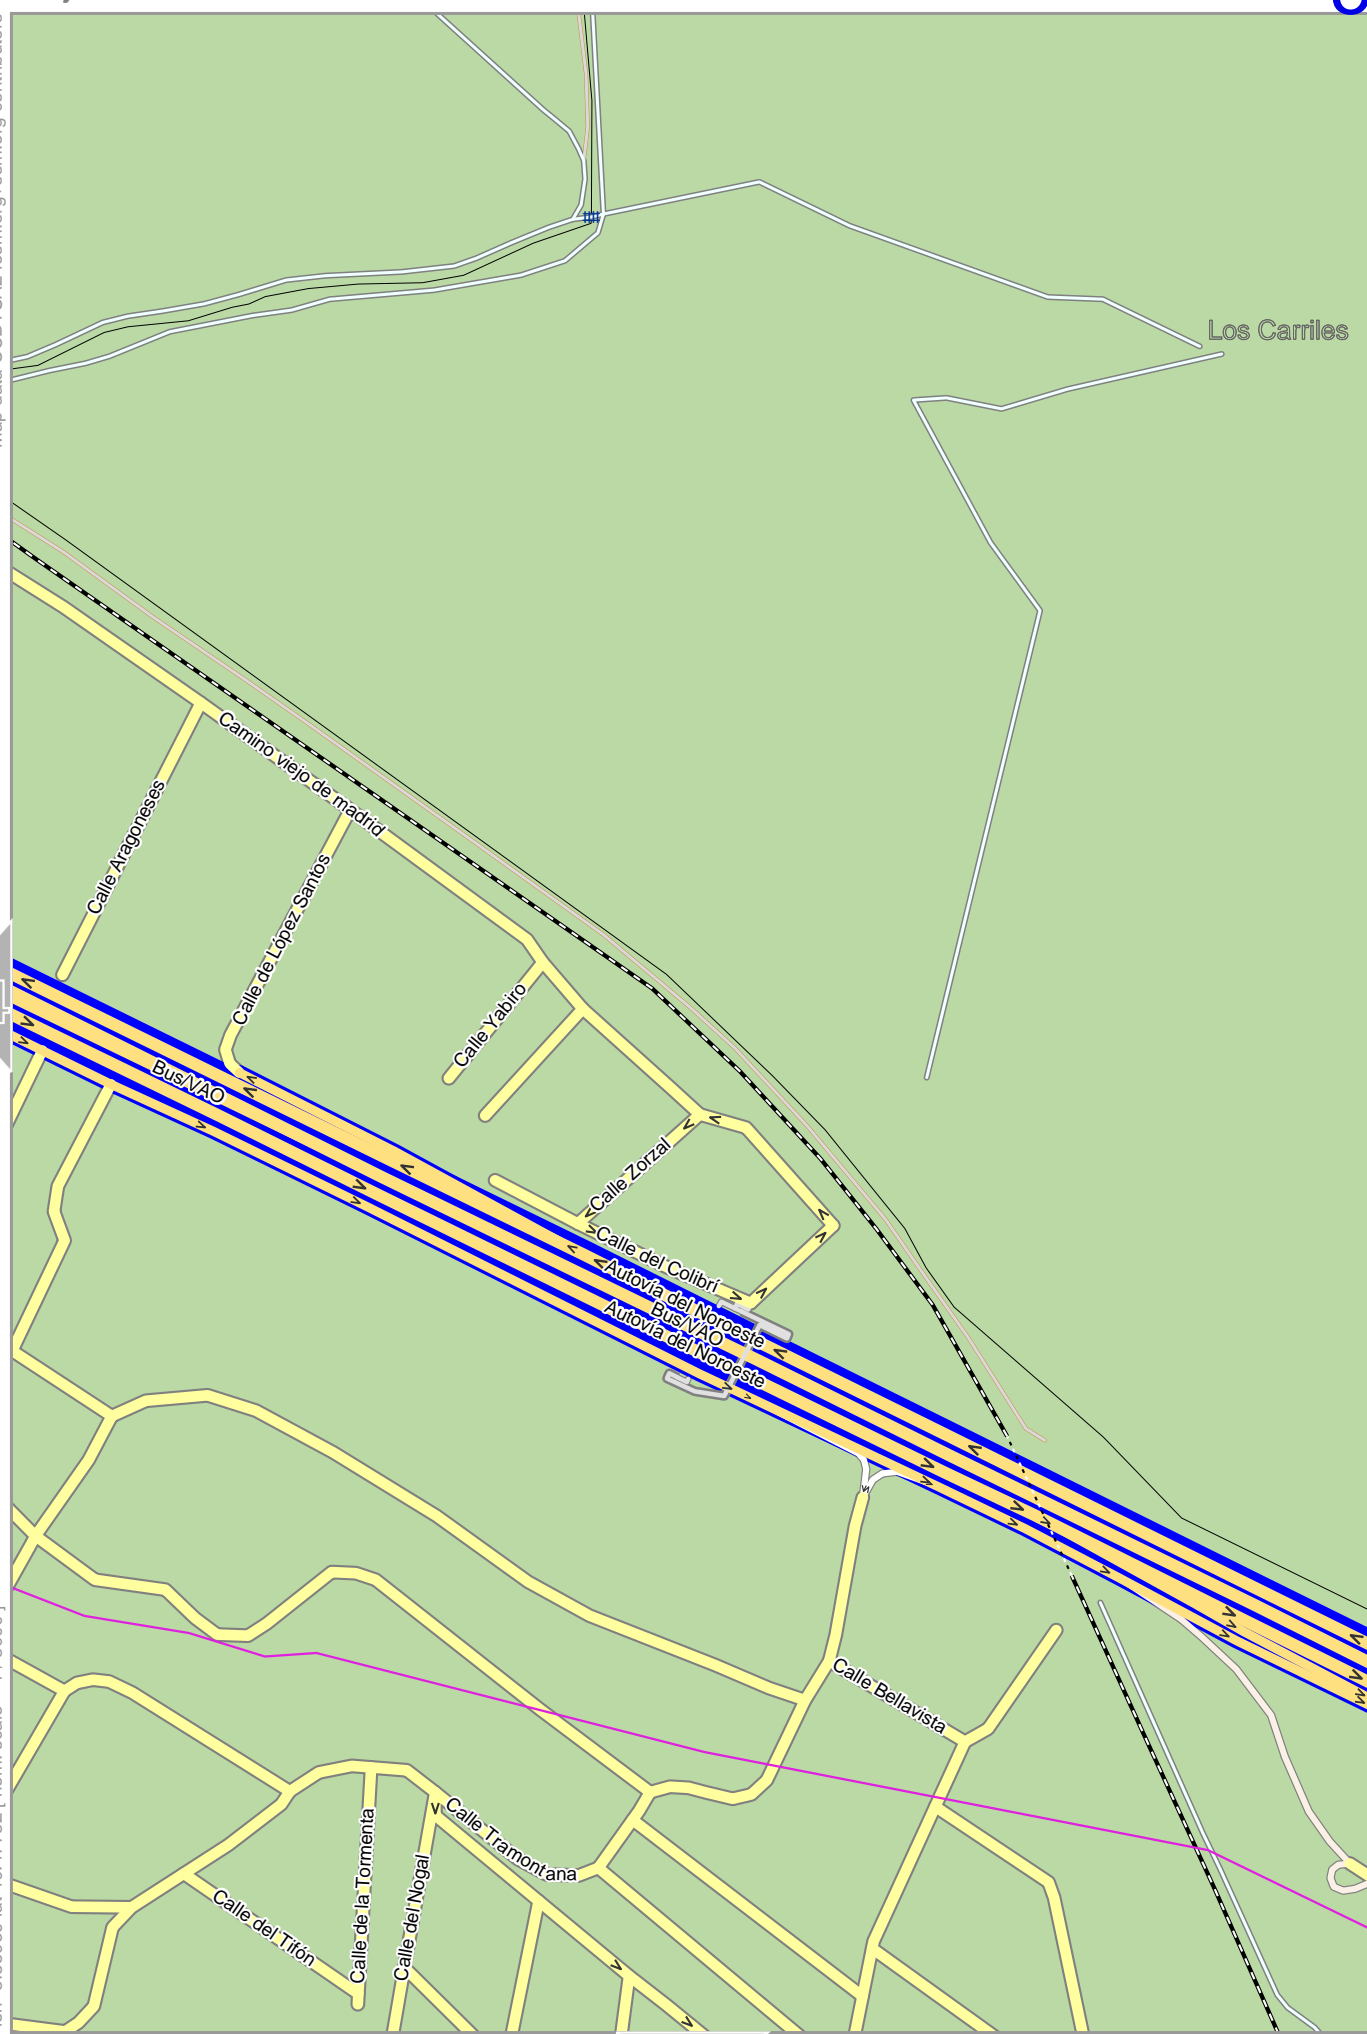 Los Carriles
Camino viejo de madrid
Calle Aragoneses
Calle de López Santos
Calle Yabiro
Bus/VAO
Calle Zorzal
Calle del Colibrí
Autovía del Noroeste
Bus/VAO
Autovía del Noroeste
Calle Bellavista
Calle Tramontana
Calle de la Tormenta
Calle del Nogal
Calle del Tifón